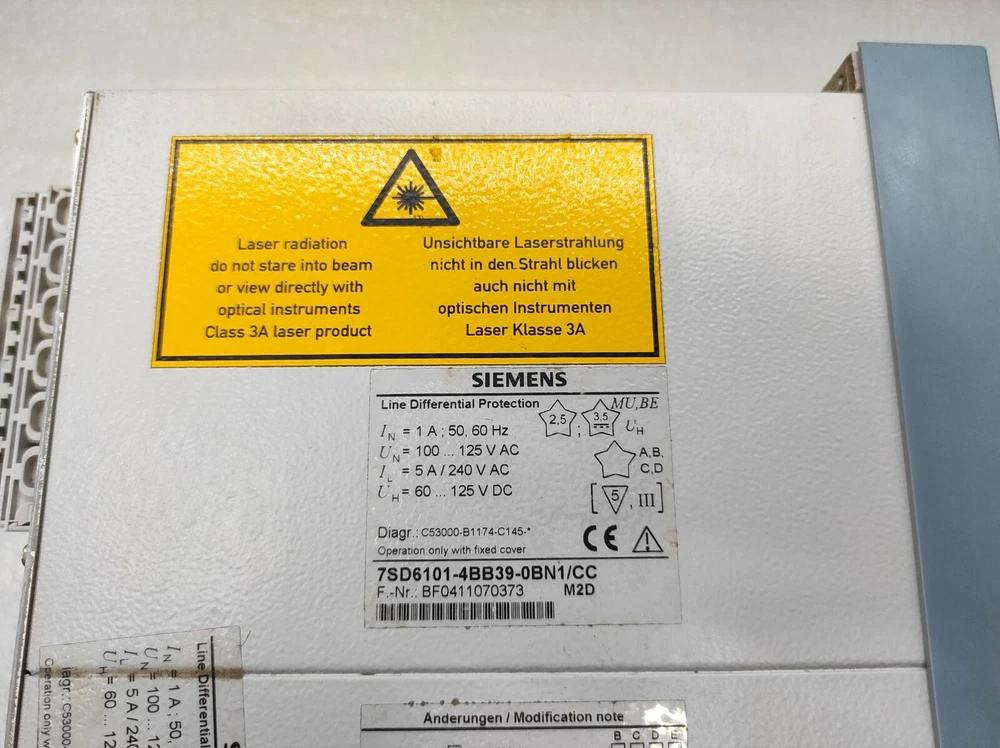 Laser radiation
do not stare into beam
or view directly with
optical instruments
Class 3A laser product
Unsichtbare Laserstrahlung
nicht in den Strahl blicken
auch nicht mit
optischen Instrumenten
Laser Klasse 3A
SIEMENS
Line Differential Protection
2,5 ; 3,5 MU,BE
UH
IN = 1 A ; 50, 60 Hz
UN = 100 ... 125 V AC
IL = 5 A / 240 V AC
UH = 60 ... 125 V DC
A,B,
C,D
[5, III]
Diagr.: C53000-B1174-C145-*
Operation only with fixed cover
CE
7SD6101-4BB39-0BN1/CC
F.-Nr.: BF0411070373 M2D
Line Differential
IN = 1 A ; 50,
UN = 100 ... 12
IL = 5 A / 240
UH = 60 ... 12
iagr.: C53000-
Operation only w
Änderungen / Modification note
B C D E